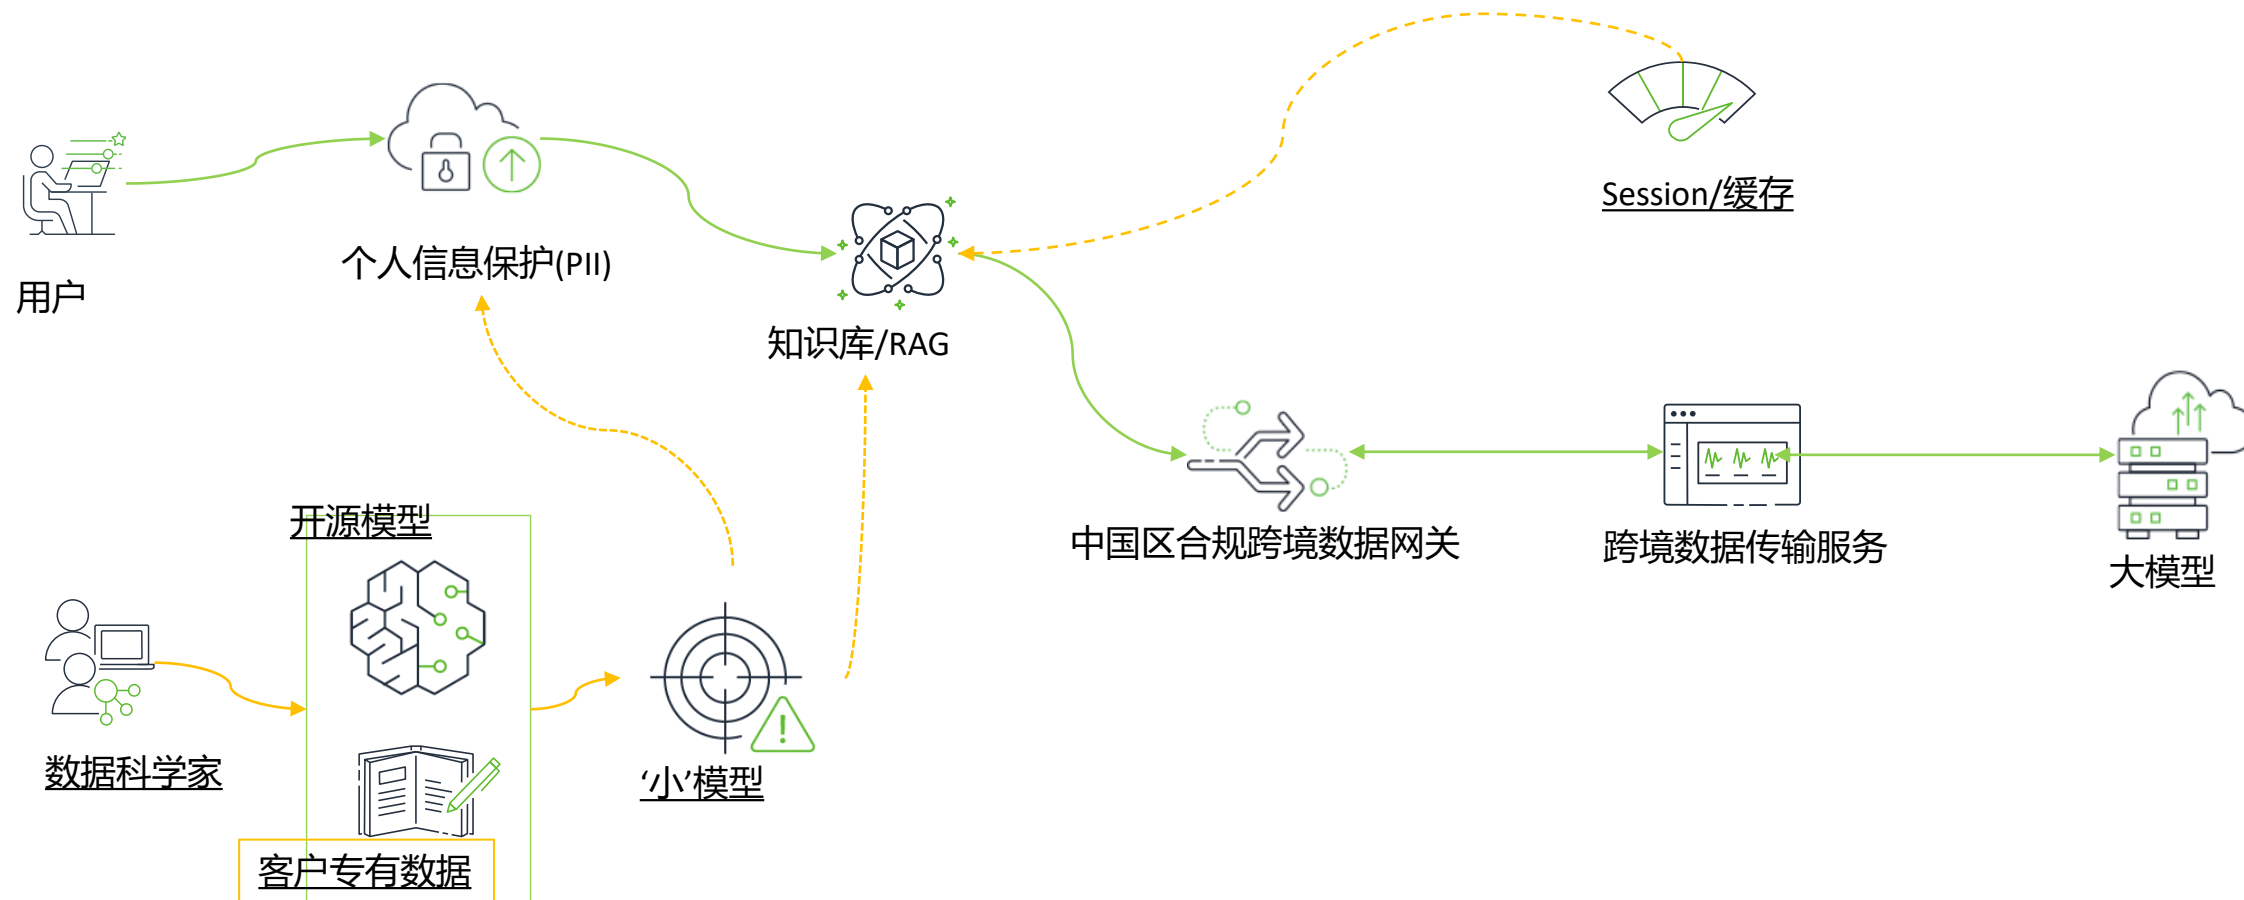 Session/缓存
个人信息保护(PII)
用户
知识库/RAG
开源模型
中国区合规跨境数据网关
跨境数据传输服务
大模型
数据科学家
‘小’模型
客户专有数据